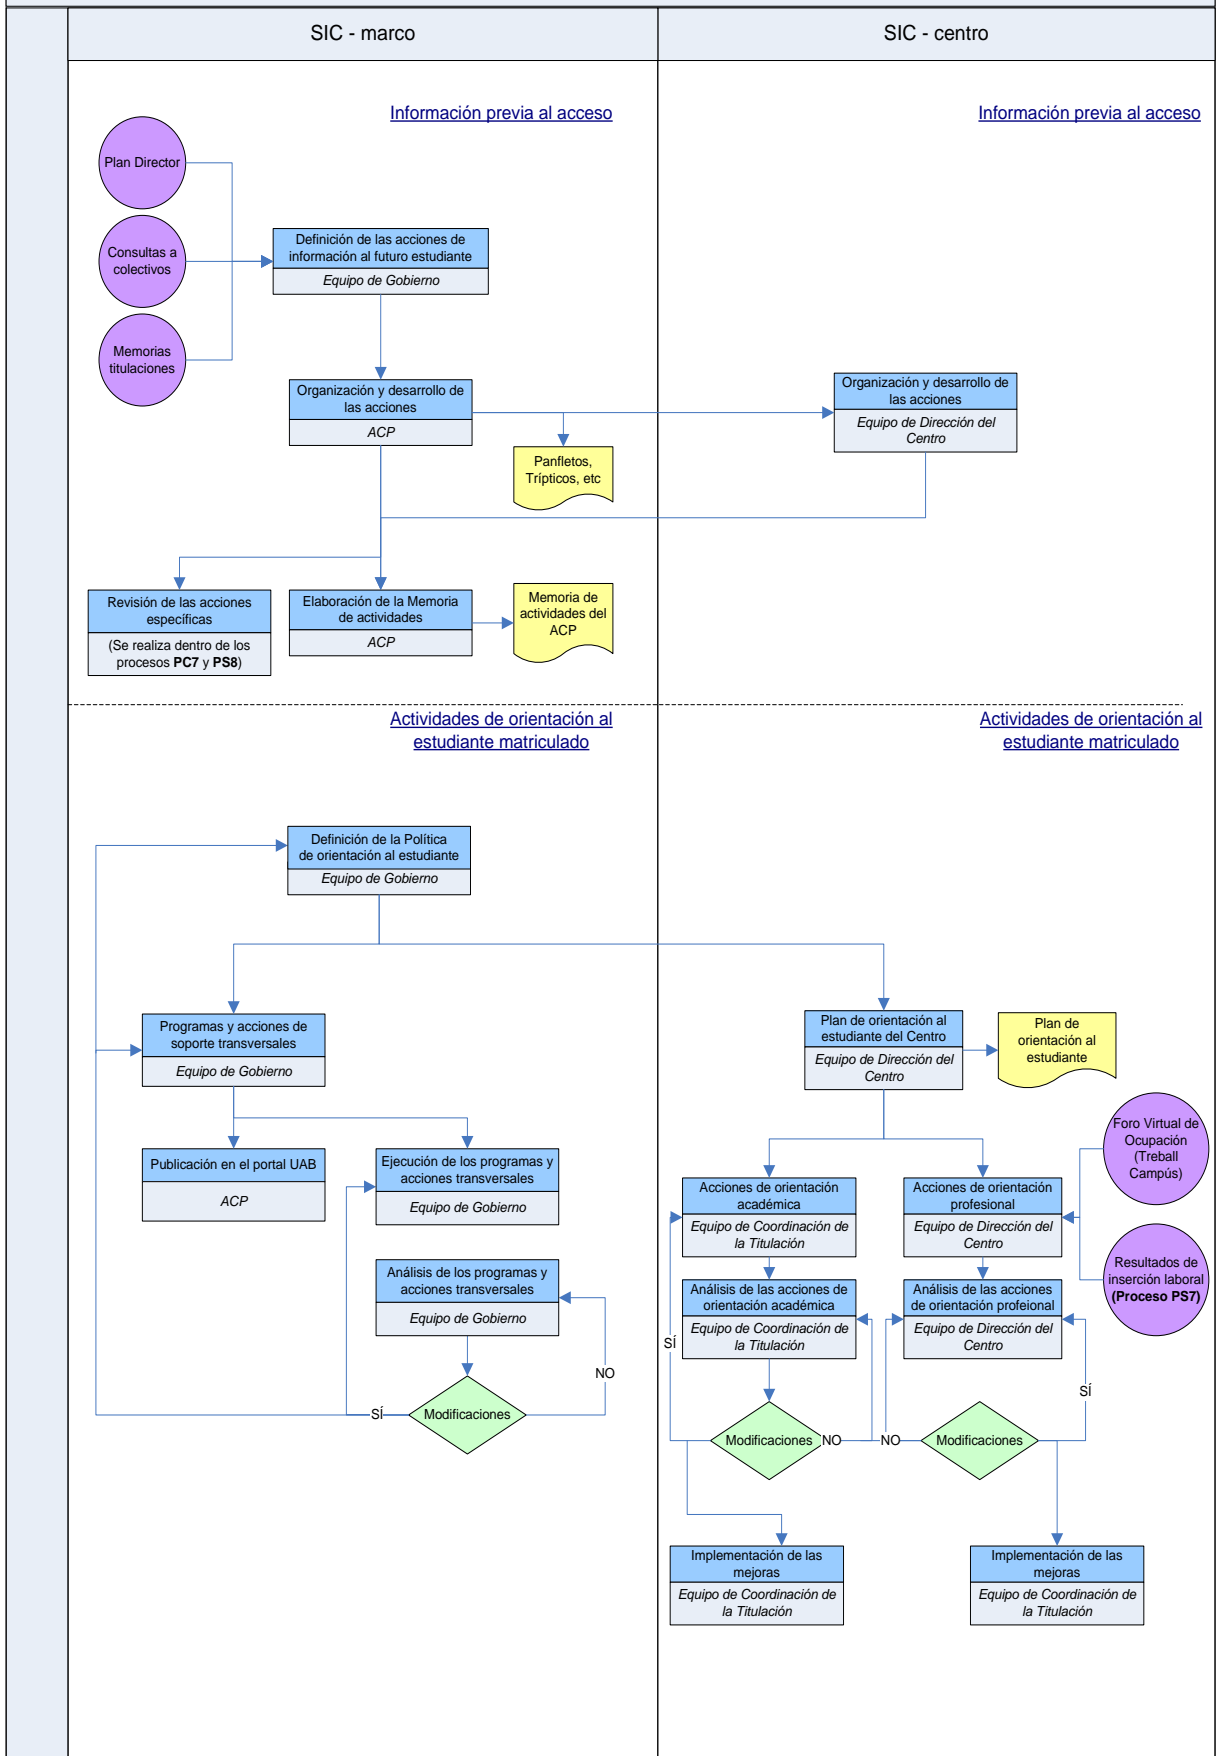 SIC - marco
SIC - centro
Información previa al acceso
Información previa al acceso
Plan Director
Consultas a
colectivos
Memorias
titulaciones
Definición de las acciones de
información al futuro estudiante
Equipo de Gobierno
Organización y desarrollo de
las acciones
ACP
Organización y desarrollo de
las acciones
Equipo de Dirección del
Centro
Panfletos,
Trípticos, etc
Revisión de las acciones
específicas
(Se realiza dentro de los
procesos PC7 y PS8)
Elaboración de la Memoria
de actividades
ACP
Memoria de
actividades del
ACP
Actividades de orientación al
estudiante matriculado
Actividades de orientación al
estudiante matriculado
Definición de la Política
de orientación al estudiante
Equipo de Gobierno
Programas y acciones de
soporte transversales
Equipo de Gobierno
Plan de orientación al
estudiante del Centro
Equipo de Dirección del
Centro
Plan de
orientación al
estudiante
Publicación en el portal UAB
ACP
Ejecución de los programas y
acciones transversales
Equipo de Gobierno
Foro Virtual de
Ocupación
(Treball
Campús)
Acciones de orientación
académica
Equipo de Coordinación de
la Titulación
Acciones de orientación
profesional
Equipo de Dirección del
Centro
Resultados de
inserción laboral
(Proceso PS7)
Análisis de los programas y
acciones transversales
Equipo de Gobierno
Análisis de las acciones de
orientación académica
Equipo de Coordinación de
la Titulación
Análisis de las acciones
de orientación profeional
Equipo de Dirección del
Centro
SÍ
NO
SÍ
SÍ
Modificaciones
Modificaciones
NO
NO
Modificaciones
Implementación de las
mejoras
Equipo de Coordinación de
la Titulación
Implementación de las
mejoras
Equipo de Coordinación de
la Titulación